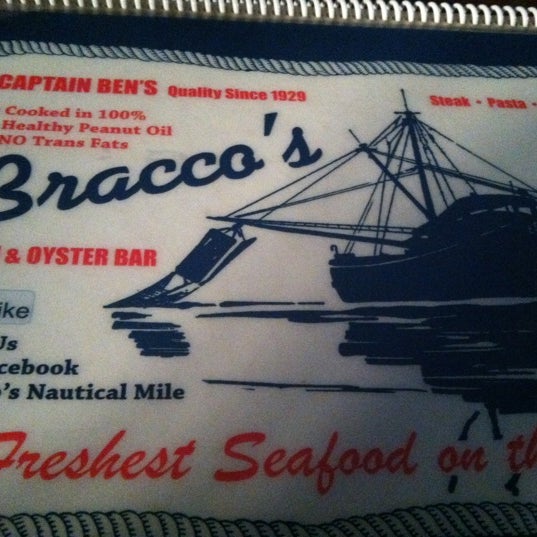 CAPTAIN BEN'S Quality Since 1929
Steak • Pasta •
Cooked in 100%
Healthy Peanut Oil
NO Trans Fats
Bracco's
& OYSTER BAR
ike
Us
cebook
o's Nautical Mile
Freshest Seafood on th